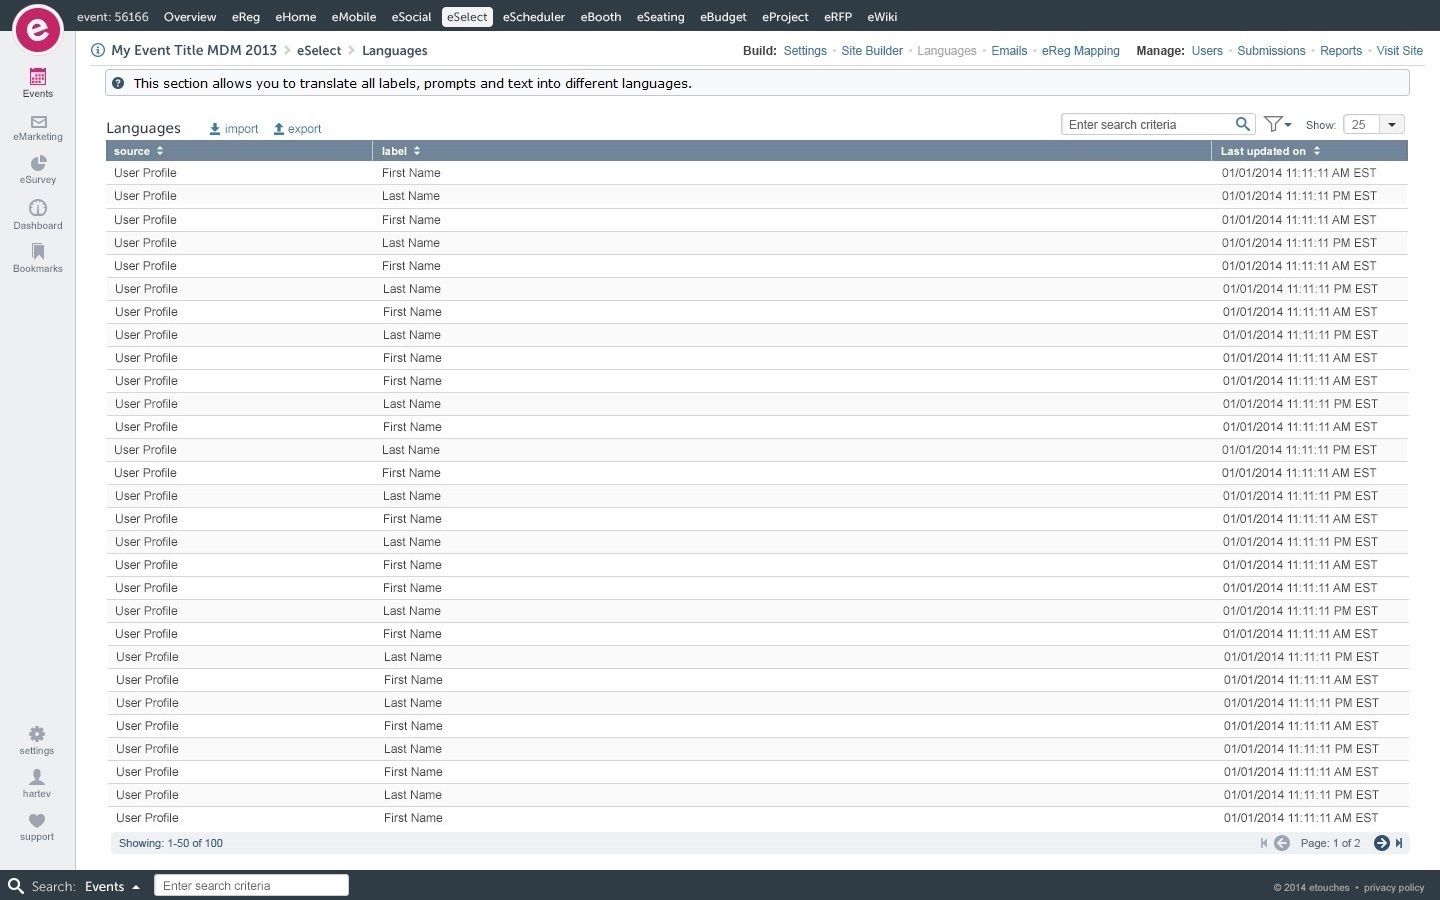 event: 56166 Overview eReg eHome eMobile eSocial eSelect eScheduler eBooth eSeating eBudget eProject eRFP eWiki
e
My Event Title MDM 2013 > eSelect > Languages
Build: Settings • Site Builder • Languages • Emails • eReg Mapping Manage: Users • Submissions • Reports • Visit Site
This section allows you to translate all labels, prompts and text into different languages.
Events
eMarketing
eSurvey
Dashboard
Bookmarks
settings
hartev
support
Languages import export Enter search criteria Show: 25
source label Last updated on
User Profile First Name 01/01/2014 11:11:11 AM EST
User Profile Last Name 01/01/2014 11:11:11 PM EST
User Profile First Name 01/01/2014 11:11:11 AM EST
User Profile Last Name 01/01/2014 11:11:11 PM EST
User Profile First Name 01/01/2014 11:11:11 AM EST
User Profile Last Name 01/01/2014 11:11:11 PM EST
User Profile First Name 01/01/2014 11:11:11 AM EST
User Profile Last Name 01/01/2014 11:11:11 PM EST
User Profile First Name 01/01/2014 11:11:11 AM EST
User Profile First Name 01/01/2014 11:11:11 AM EST
User Profile Last Name 01/01/2014 11:11:11 PM EST
User Profile First Name 01/01/2014 11:11:11 AM EST
User Profile Last Name 01/01/2014 11:11:11 PM EST
User Profile First Name 01/01/2014 11:11:11 AM EST
User Profile Last Name 01/01/2014 11:11:11 PM EST
User Profile First Name 01/01/2014 11:11:11 AM EST
User Profile Last Name 01/01/2014 11:11:11 PM EST
User Profile First Name 01/01/2014 11:11:11 AM EST
User Profile First Name 01/01/2014 11:11:11 AM EST
User Profile Last Name 01/01/2014 11:11:11 PM EST
User Profile First Name 01/01/2014 11:11:11 AM EST
User Profile Last Name 01/01/2014 11:11:11 PM EST
User Profile First Name 01/01/2014 11:11:11 AM EST
User Profile Last Name 01/01/2014 11:11:11 PM EST
User Profile First Name 01/01/2014 11:11:11 AM EST
User Profile Last Name 01/01/2014 11:11:11 PM EST
User Profile First Name 01/01/2014 11:11:11 AM EST
User Profile Last Name 01/01/2014 11:11:11 PM EST
User Profile First Name 01/01/2014 11:11:11 AM EST
Showing: 1-50 of 100 Page: 1 of 2
Search: Events Enter search criteria © 2014 etouches • privacy policy